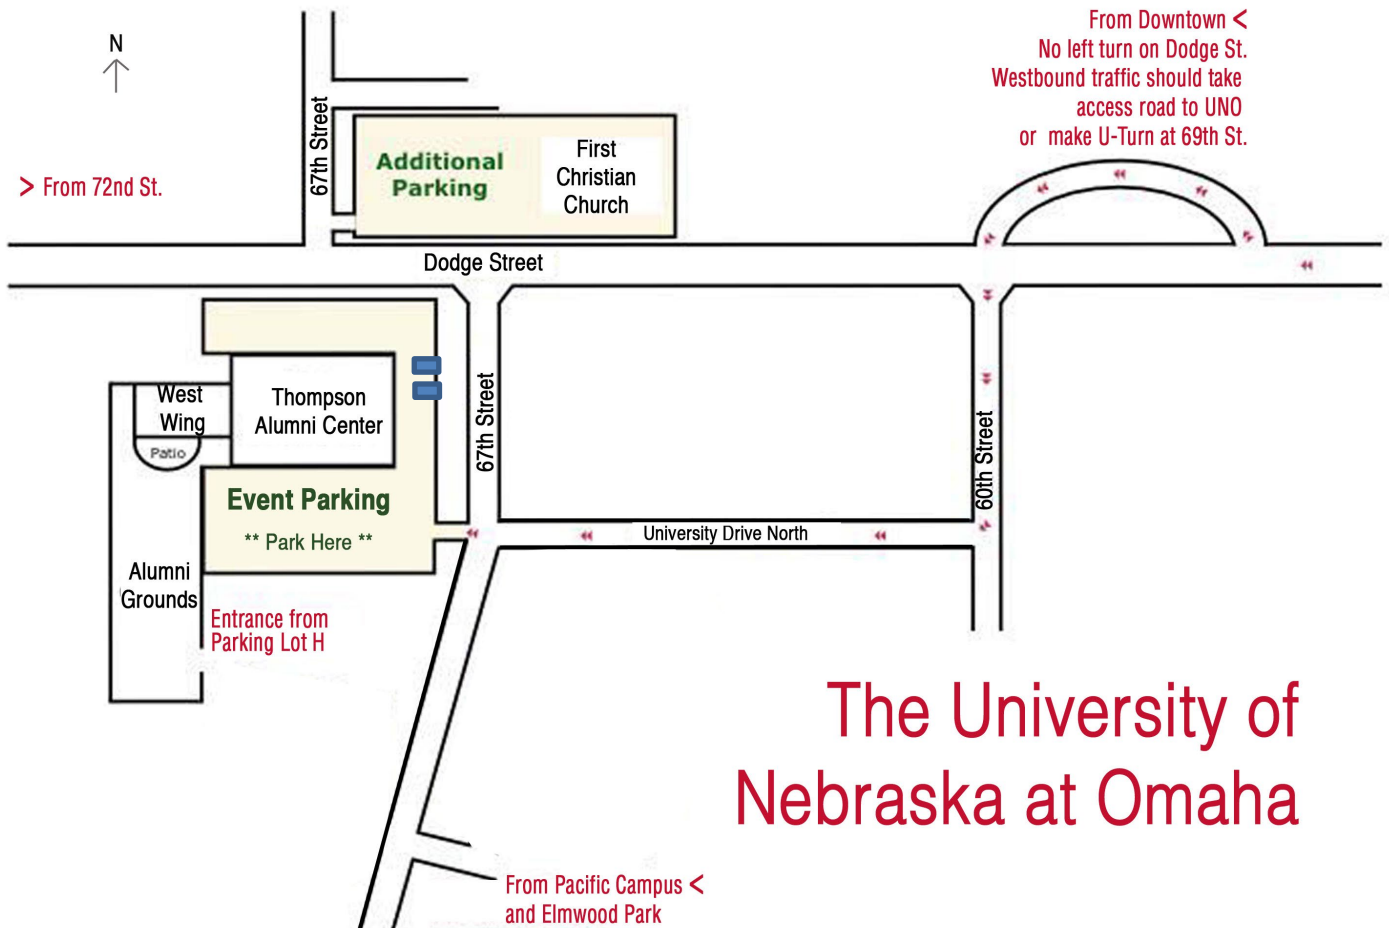 From Downtown <
No left turn on Dodge St.
Westbound traffic should take
access road to UNO
or make U-Turn at 69th St.
N
67th Street
> From 72nd St.
Additional
Parking
First
Christian
Church
Dodge Street
West
Wing
Patio
Thompson
Alumni Center
67th Street
60th Street
Event Parking
** Park Here **
University Drive North
Alumni
Grounds
Entrance from
Parking Lot H
The University of
Nebraska at Omaha
From Pacific Campus <
and Elmwood Park